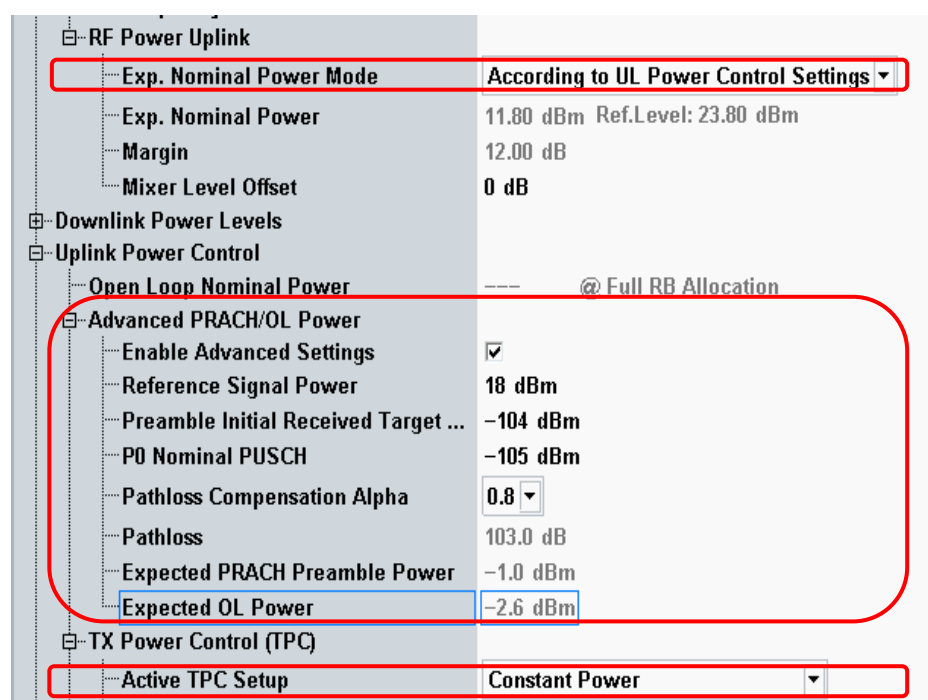 RF Power Uplink
Exp. Nominal Power Mode According to UL Power Control Settings
Exp. Nominal Power 11.80 dBm Ref.Level: 23.80 dBm
Margin 12.00 dB
Mixer Level Offset 0 dB
Downlink Power Levels
Uplink Power Control
Open Loop Nominal Power --- @ Full RB Allocation
Advanced PRACH/OL Power
Enable Advanced Settings
Reference Signal Power 18 dBm
Preamble Initial Received Target ... -104 dBm
P0 Nominal PUSCH -105 dBm
Pathloss Compensation Alpha 0.8
Pathloss 103.0 dB
Expected PRACH Preamble Power -1.0 dBm
Expected OL Power -2.6 dBm
TX Power Control (TPC)
Active TPC Setup Constant Power